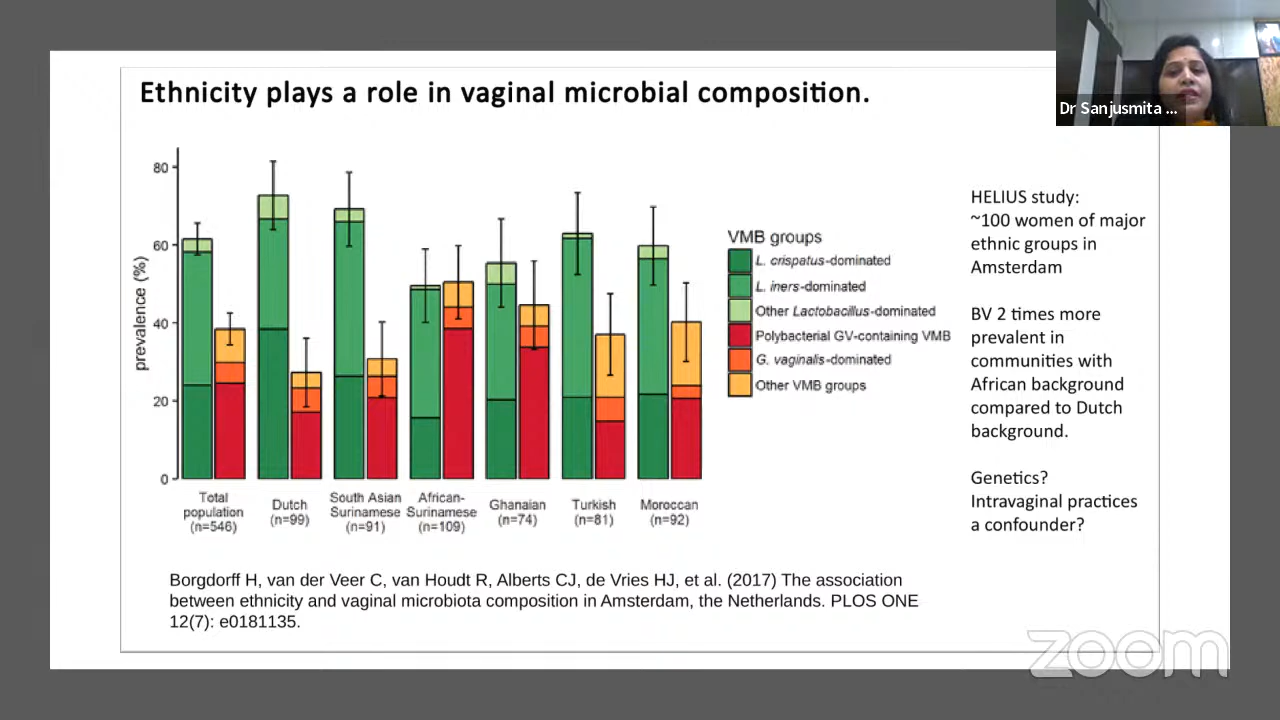 Dr Sanjusmita ...
Ethnicity plays a role in vaginal microbial composition.
prevalence (%)
80
60
40
20
0
Total population (n=546)
Dutch (n=99)
South Asian Surinamese (n=91)
African-Surinamese (n=109)
Ghanaian (n=74)
Turkish (n=81)
Moroccan (n=92)
VMB groups
L. crispatus-dominated
L. iners-dominated
Other Lactobacillus-dominated
Polybacterial GV-containing VMB
G. vaginalis-dominated
Other VMB groups
HELIUS study:
~100 women of major
ethnic groups in
Amsterdam
BV 2 times more
prevalent in
communities with
African background
compared to Dutch
background.
Genetics?
Intravaginal practices
a confounder?
Borgdorff H, van der Veer C, van Houdt R, Alberts CJ, de Vries HJ, et al. (2017) The association
between ethnicity and vaginal microbiota composition in Amsterdam, the Netherlands. PLOS ONE
12(7): e0181135.
zoom